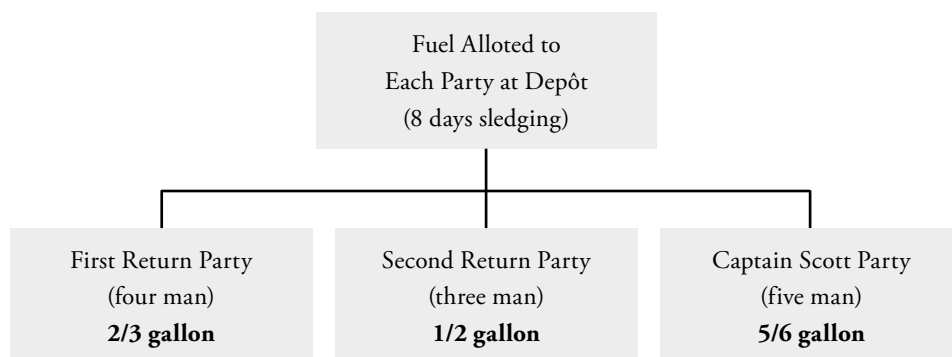 Fuel Alloted to
Each Party at Depôt
(8 days sledging)
First Return Party
(four man)
2/3 gallon
Second Return Party
(three man)
1/2 gallon
Captain Scott Party
(five man)
5/6 gallon